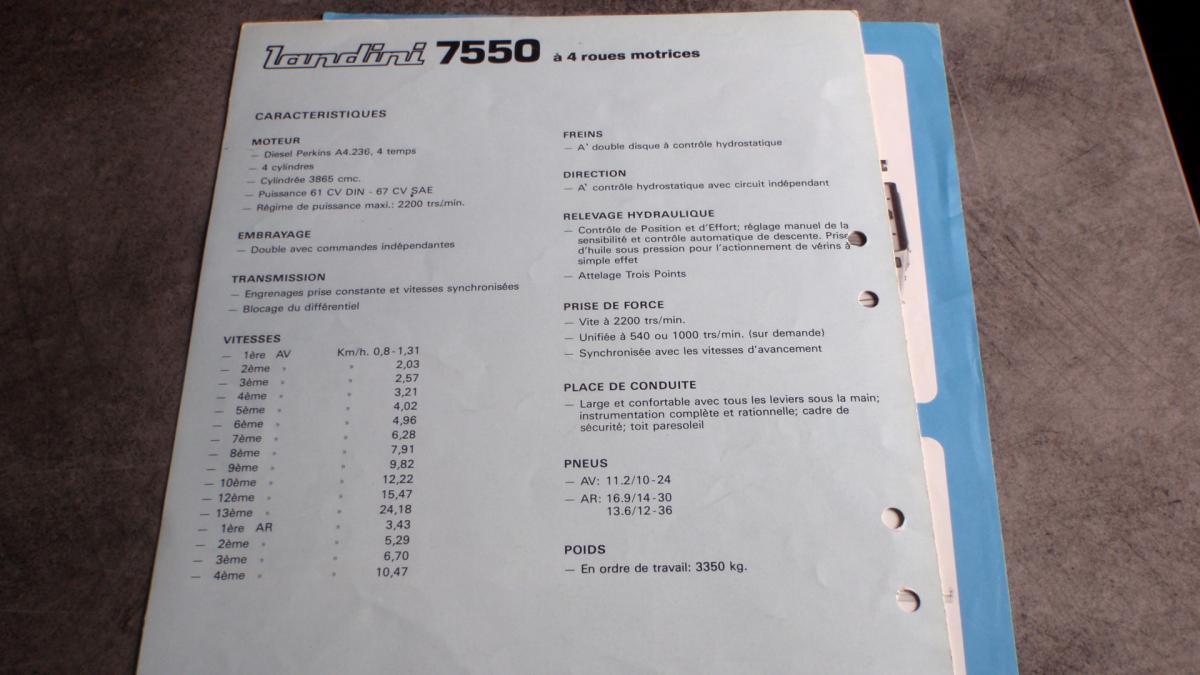 Landini 7550 à 4 roues motrices
CARACTERISTIQUES
MOTEUR
— Diesel Perkins A4.236, 4 temps
— 4 cylindres
— Cylindrée 3865 cmc.
— Puissance 61 CV DIN - 67 CV SAE
— Régime de puissance maxi.: 2200 trs/min.
EMBRAYAGE
— Double avec commandes indépendantes
TRANSMISSION
— Engrenages prise constante et vitesses synchronisées
— Blocage du différentiel
VITESSES
— 1ère AV Km/h. 0,8-1,31
— 2ème " " 2,03
— 3ème " " 2,57
— 4ème " " 3,21
— 5ème " " 4,02
— 6ème " " 4,96
— 7ème " " 6,28
— 8ème " " 7,91
— 9ème " " 9,82
— 10ème " " 12,22
— 12ème " " 15,47
— 13ème " " 24,18
— 1ère AR " 3,43
— 2ème " " 5,29
— 3ème " " 6,70
— 4ème " " 10,47
FREINS
— A' double disque à contrôle hydrostatique
DIRECTION
— A' contrôle hydrostatique avec circuit indépendant
RELEVAGE HYDRAULIQUE
— Contrôle de Position et d'Effort; réglage manuel de la
sensibilité et contrôle automatique de descente. Prise
d'huile sous pression pour l'actionnement de vérins à
simple effet
— Attelage Trois Points
PRISE DE FORCE
— Vite à 2200 trs/min.
— Unifiée à 540 ou 1000 trs/min. (sur demande)
— Synchronisée avec les vitesses d'avancement
PLACE DE CONDUITE
— Large et confortable avec tous les leviers sous la main;
instrumentation complète et rationnelle; cadre de
sécurité; toit paresoleil
PNEUS
— AV: 11.2/10-24
— AR: 16.9/14-30
13.6/12-36
POIDS
— En ordre de travail: 3350 kg.